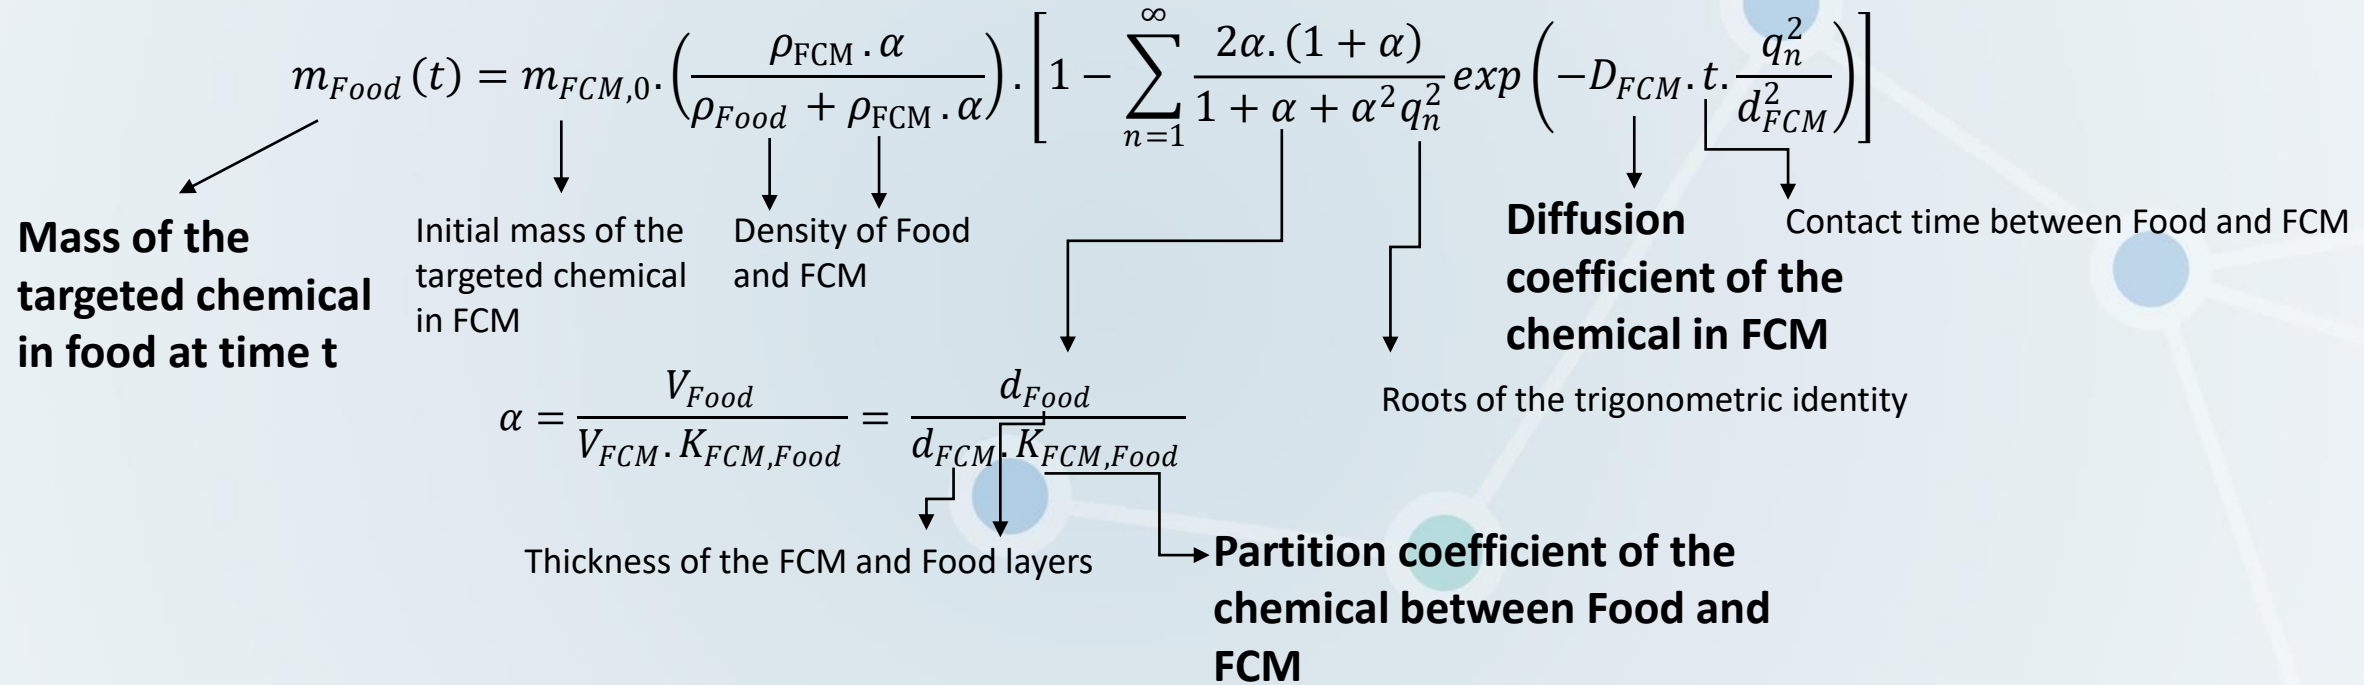 m_Food (t) = m_FCM,0 . (ρ_FCM . α / ρ_Food + ρ_FCM . α) . [1 − ∑_{n=1}^{∞} 2α. (1 + α) / 1 + α + α²q_n² exp (−D_FCM . t. q_n² / d_FCM²)]
Mass of the
targeted chemical
in food at time t
Initial mass of the
targeted chemical
in FCM
Density of Food
and FCM
Diffusion
coefficient of the
chemical in FCM
Contact time between Food and FCM
Roots of the trigonometric identity
α = V_Food / V_FCM . K_FCM,Food = d_Food / d_FCM . K_FCM,Food
Thickness of the FCM and Food layers
Partition coefficient of the
chemical between Food and
FCM